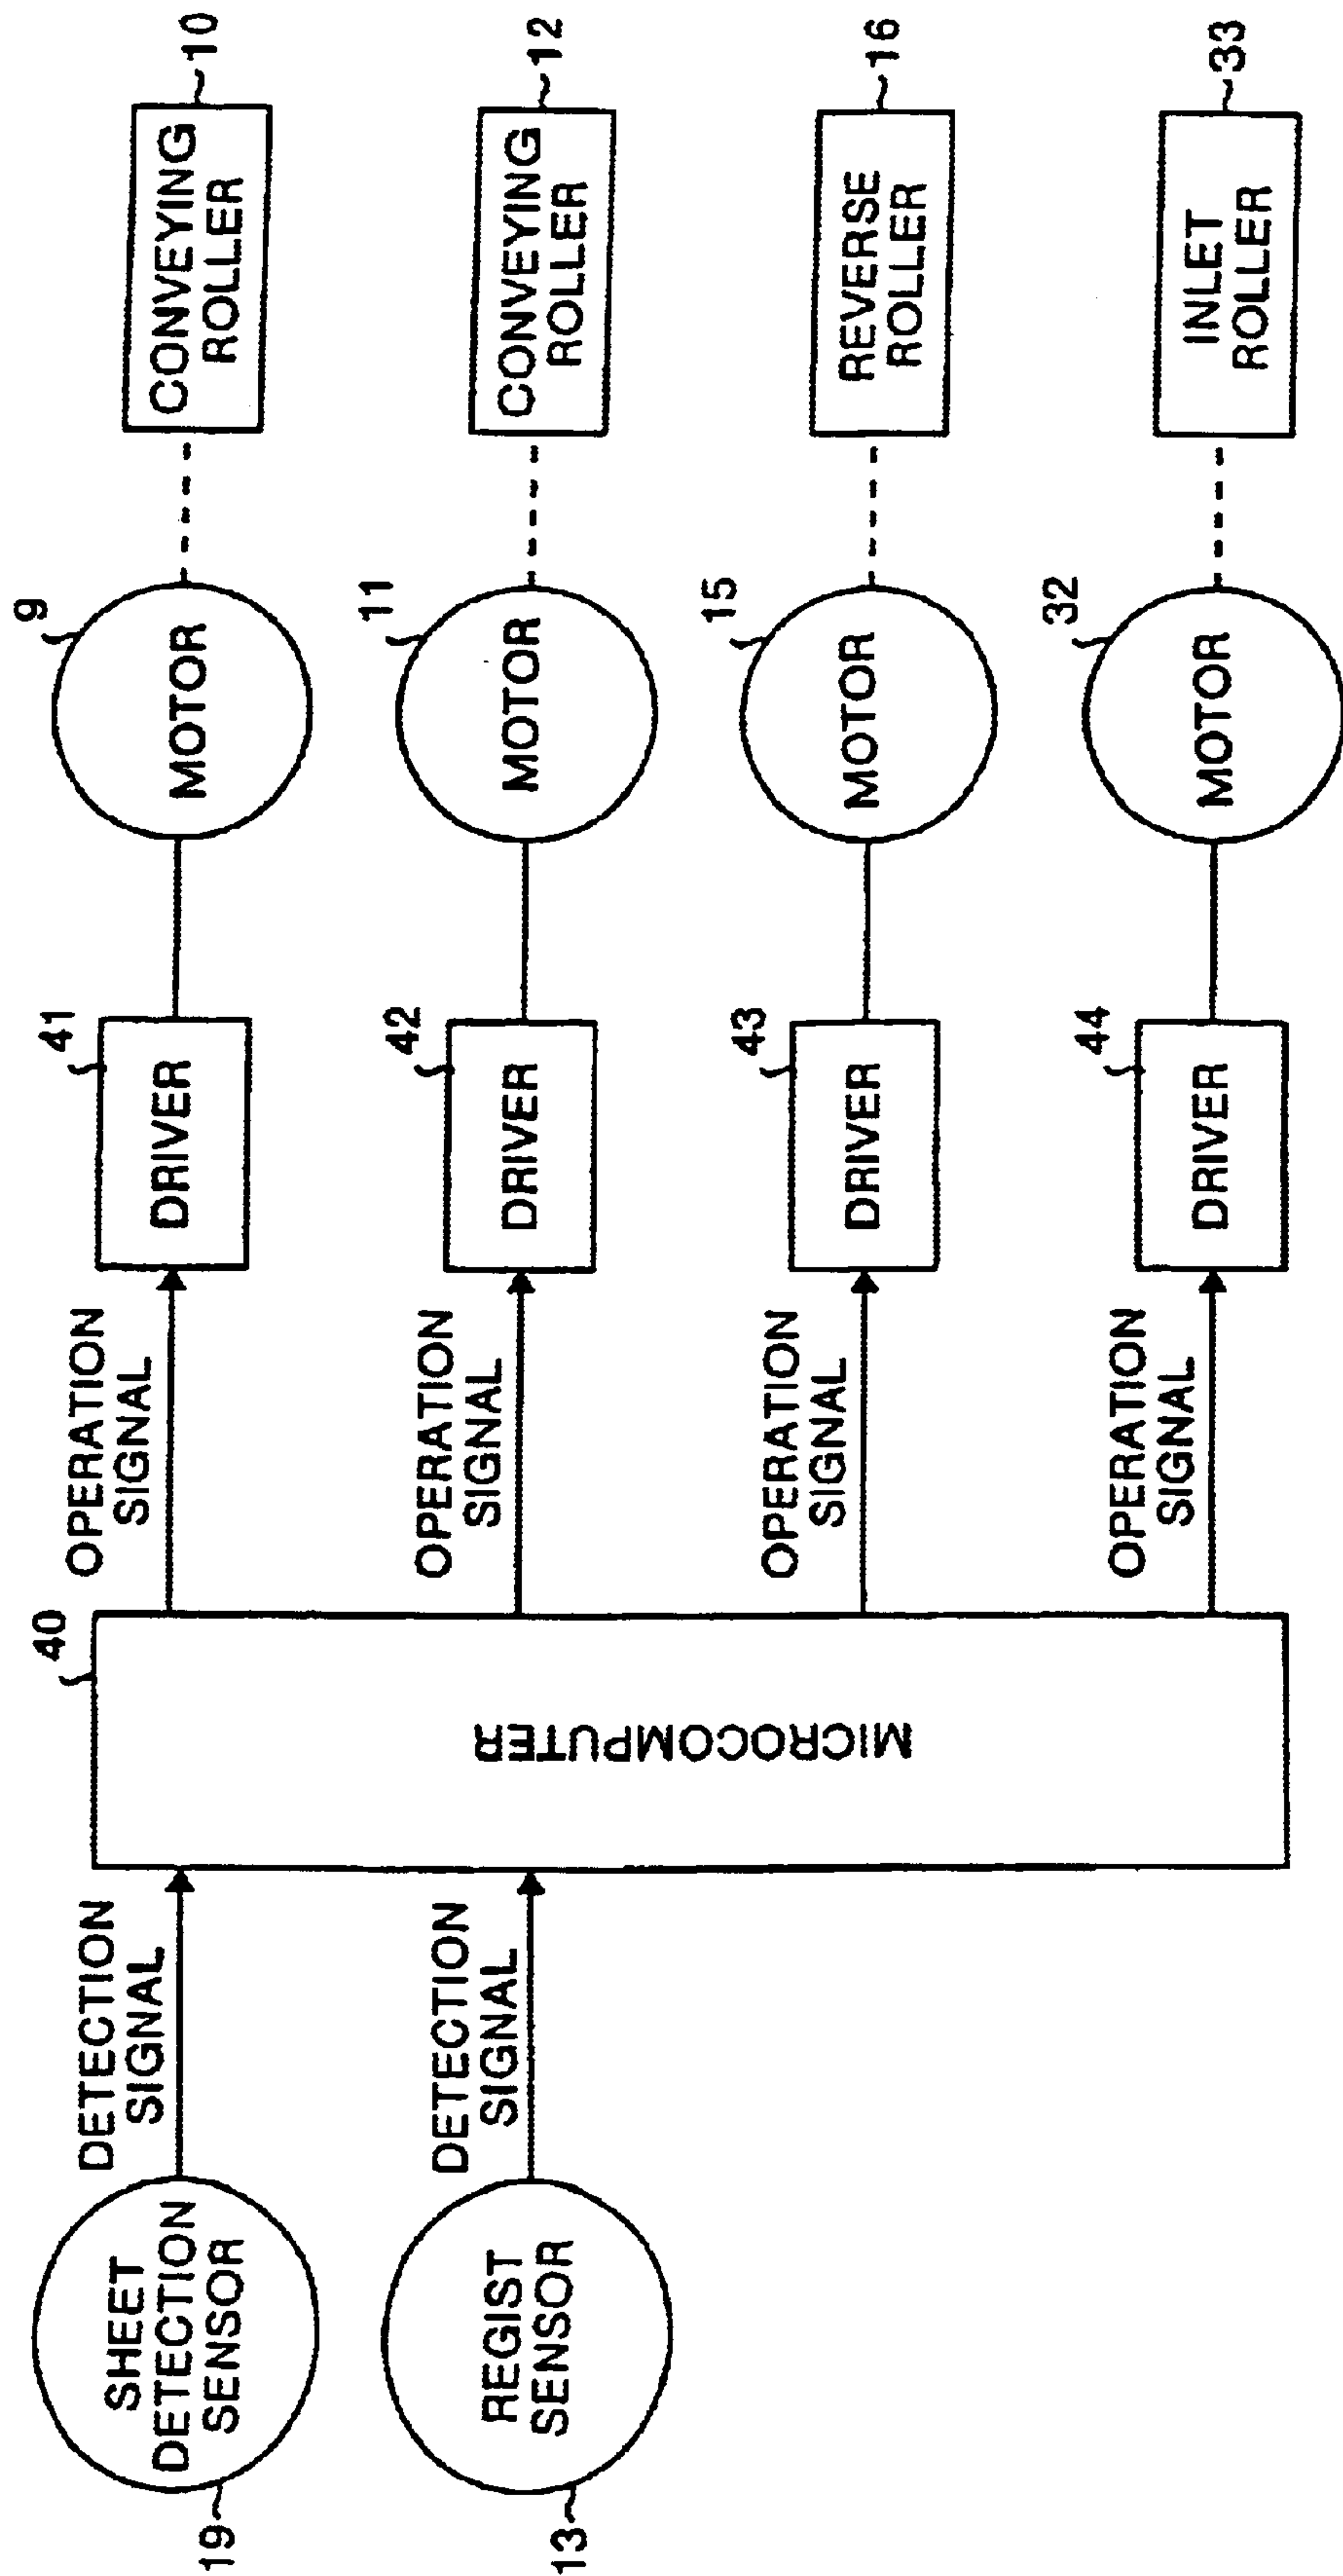 SHEET
DETECTION
SENSOR
19
DETECTION
SIGNAL
REGIST
SENSOR
13
DETECTION
SIGNAL
40
MICROCOMPUTER
OPERATION
SIGNAL
41
DRIVER
9
MOTOR
CONVEYING
ROLLER
10
OPERATION
SIGNAL
42
DRIVER
11
MOTOR
CONVEYING
ROLLER
12
OPERATION
SIGNAL
43
DRIVER
15
MOTOR
REVERSE
ROLLER
16
OPERATION
SIGNAL
44
DRIVER
32
MOTOR
INLET
ROLLER
33